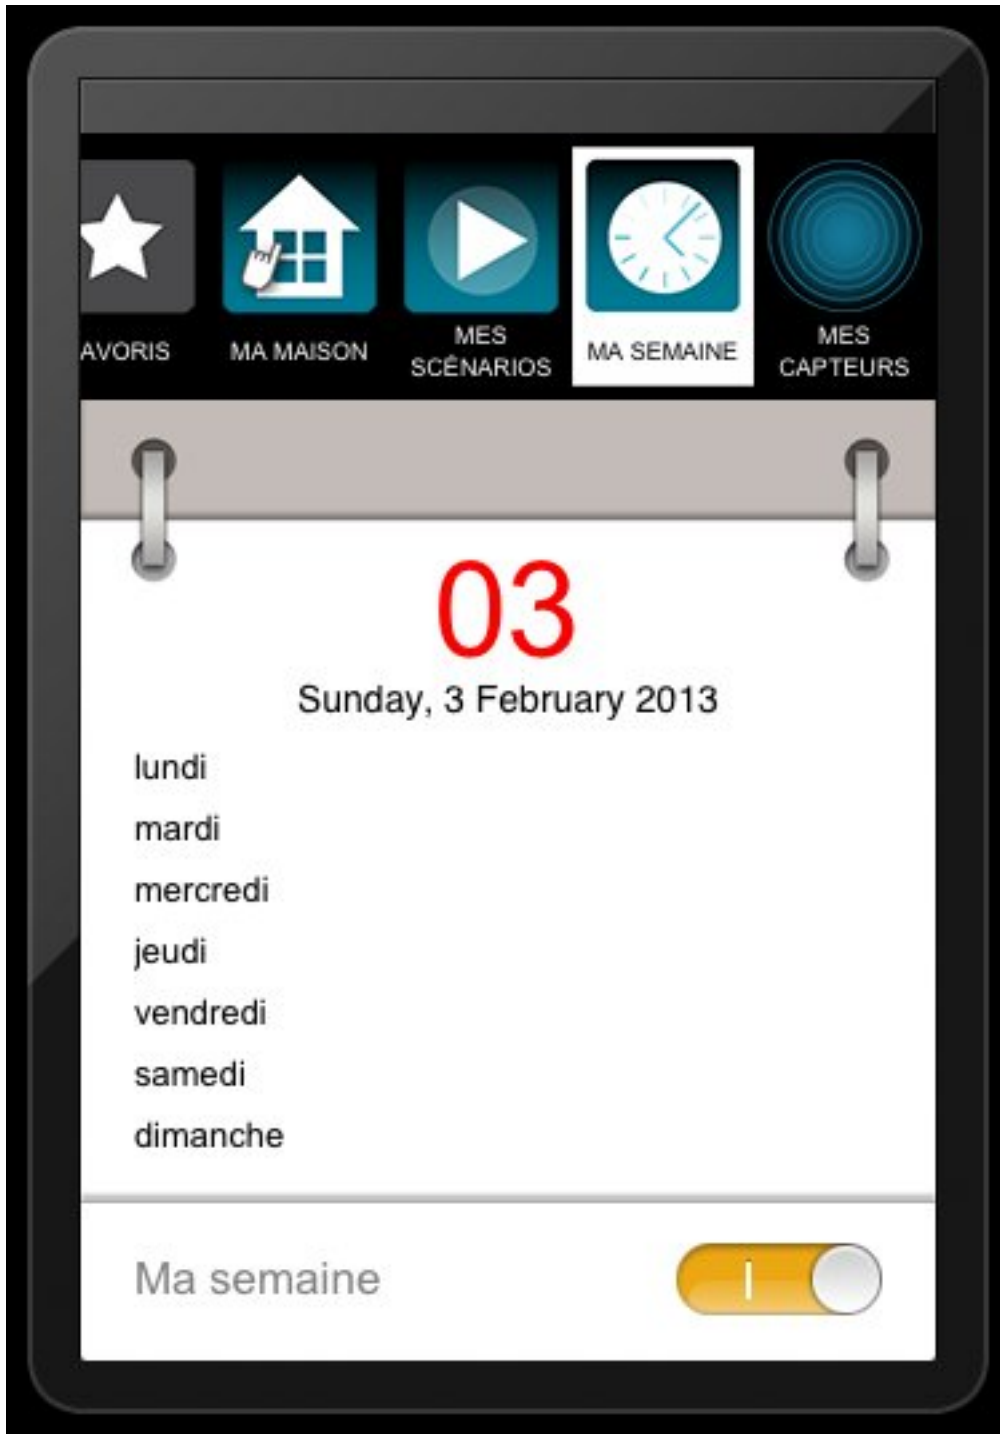 AVORIS
MA MAISON
MES
SCÉNARIOS
MA SEMAINE
MES
CAPTEURS
03
Sunday, 3 February 2013
lundi
mardi
mercredi
jeudi
vendredi
samedi
dimanche
Ma semaine